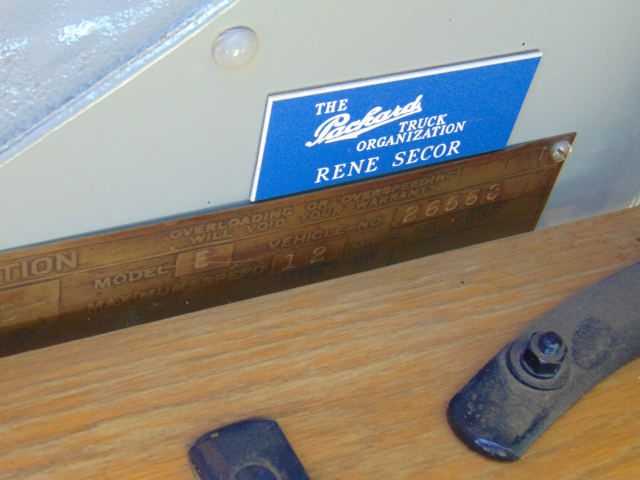 THE
Packard
TRUCK
ORGANIZATION
RENE SECOR
OVERLOADING OR OVERSPEEDING
WILL VOID YOUR WARRANTY
TION
MODEL E VEHICLE NO. 26563
MAXIMUM SPEED 12